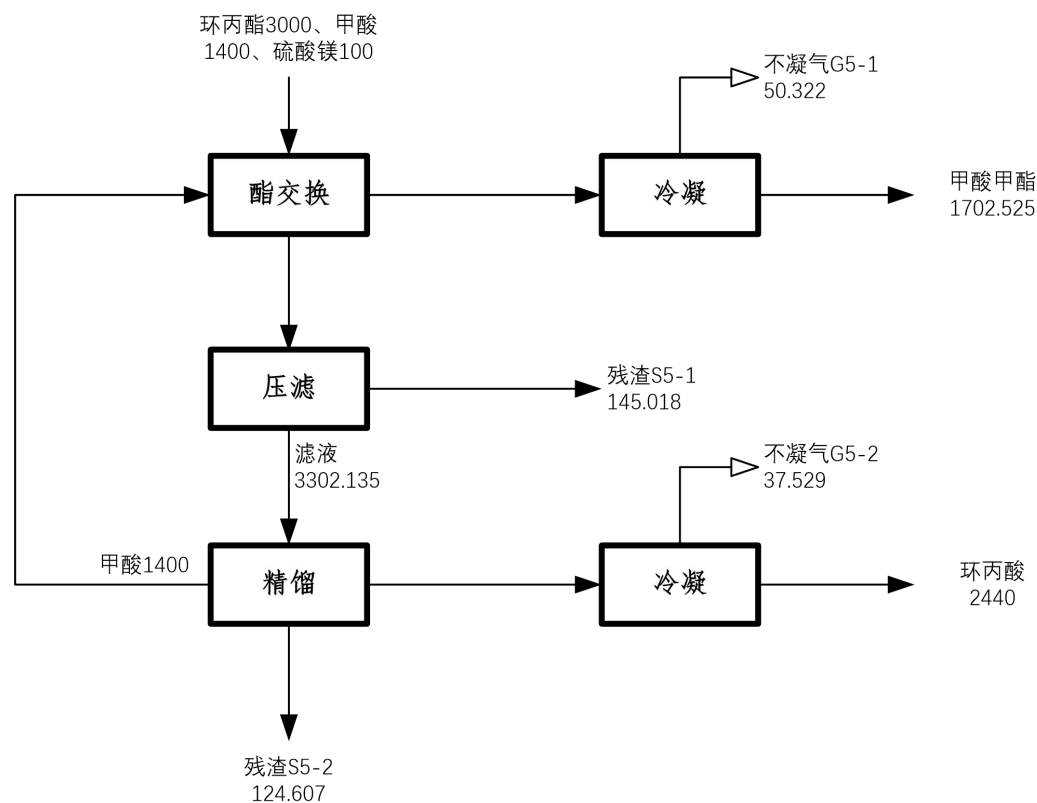 环丙酯3000、甲酸
1400、硫酸镁100
不凝气G5-1
50.322
酯交换
冷凝
甲酸甲酯
1702.525
压滤
残渣S5-1
145.018
滤液
3302.135
不凝气G5-2
37.529
甲酸1400
精馏
冷凝
环丙酸
2440
残渣S5-2
124.607